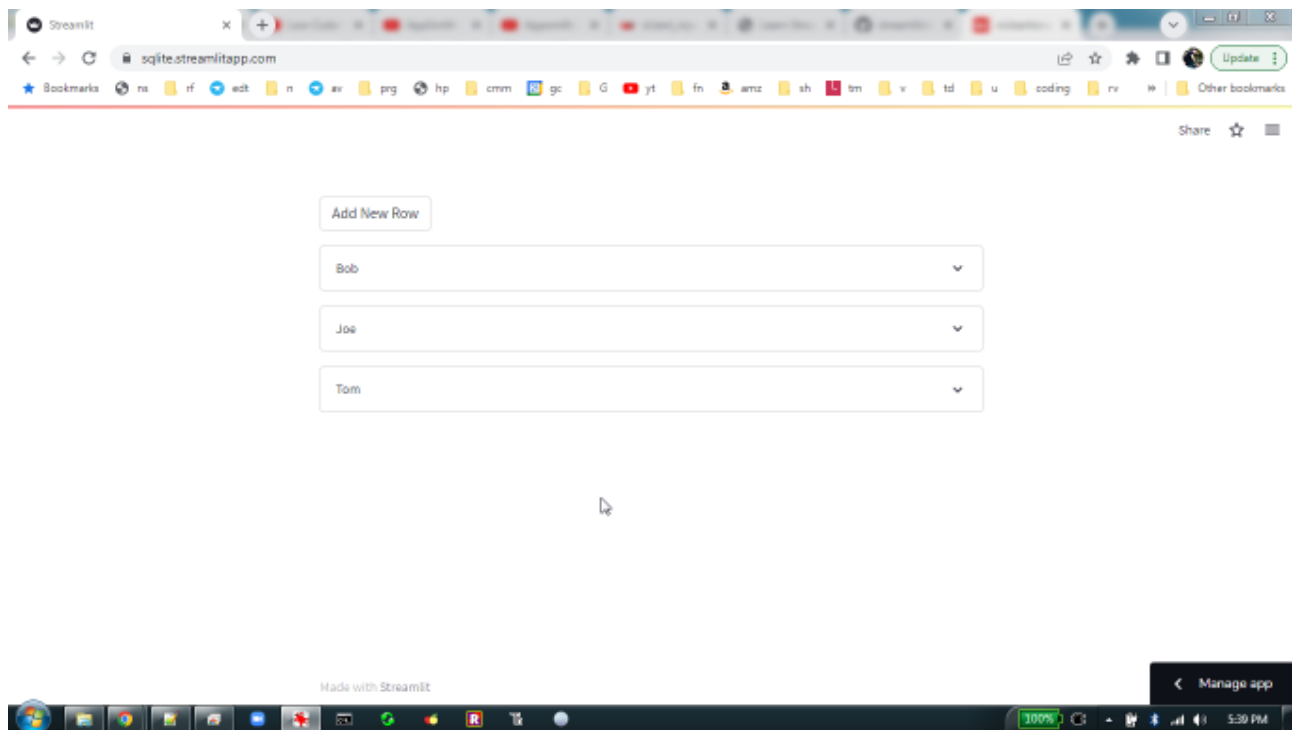 Streamlit
sqlite.streamlitapp.com
Update
Bookmarks ns rf edt n av prg hp cmm gc G yt fn amz sh tm v td u coding rv » Other bookmarks
Share
Add New Row
Bob
Joe
Tom
Made with Streamlit
Manage app
100% 5:39 PM